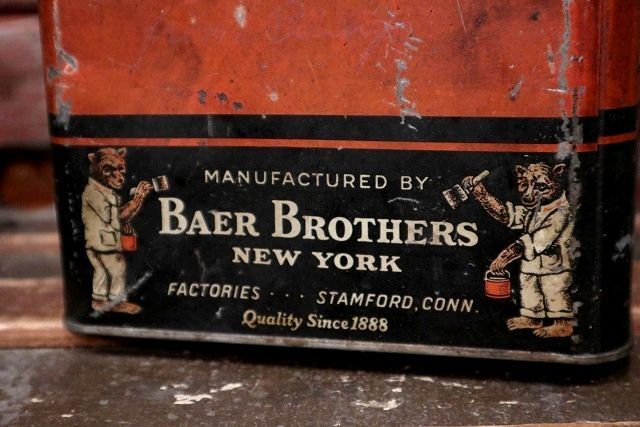 MANUFACTURED BY
BAER BROTHERS
NEW YORK
FACTORIES ... STAMFORD, CONN.
Quality Since 1888